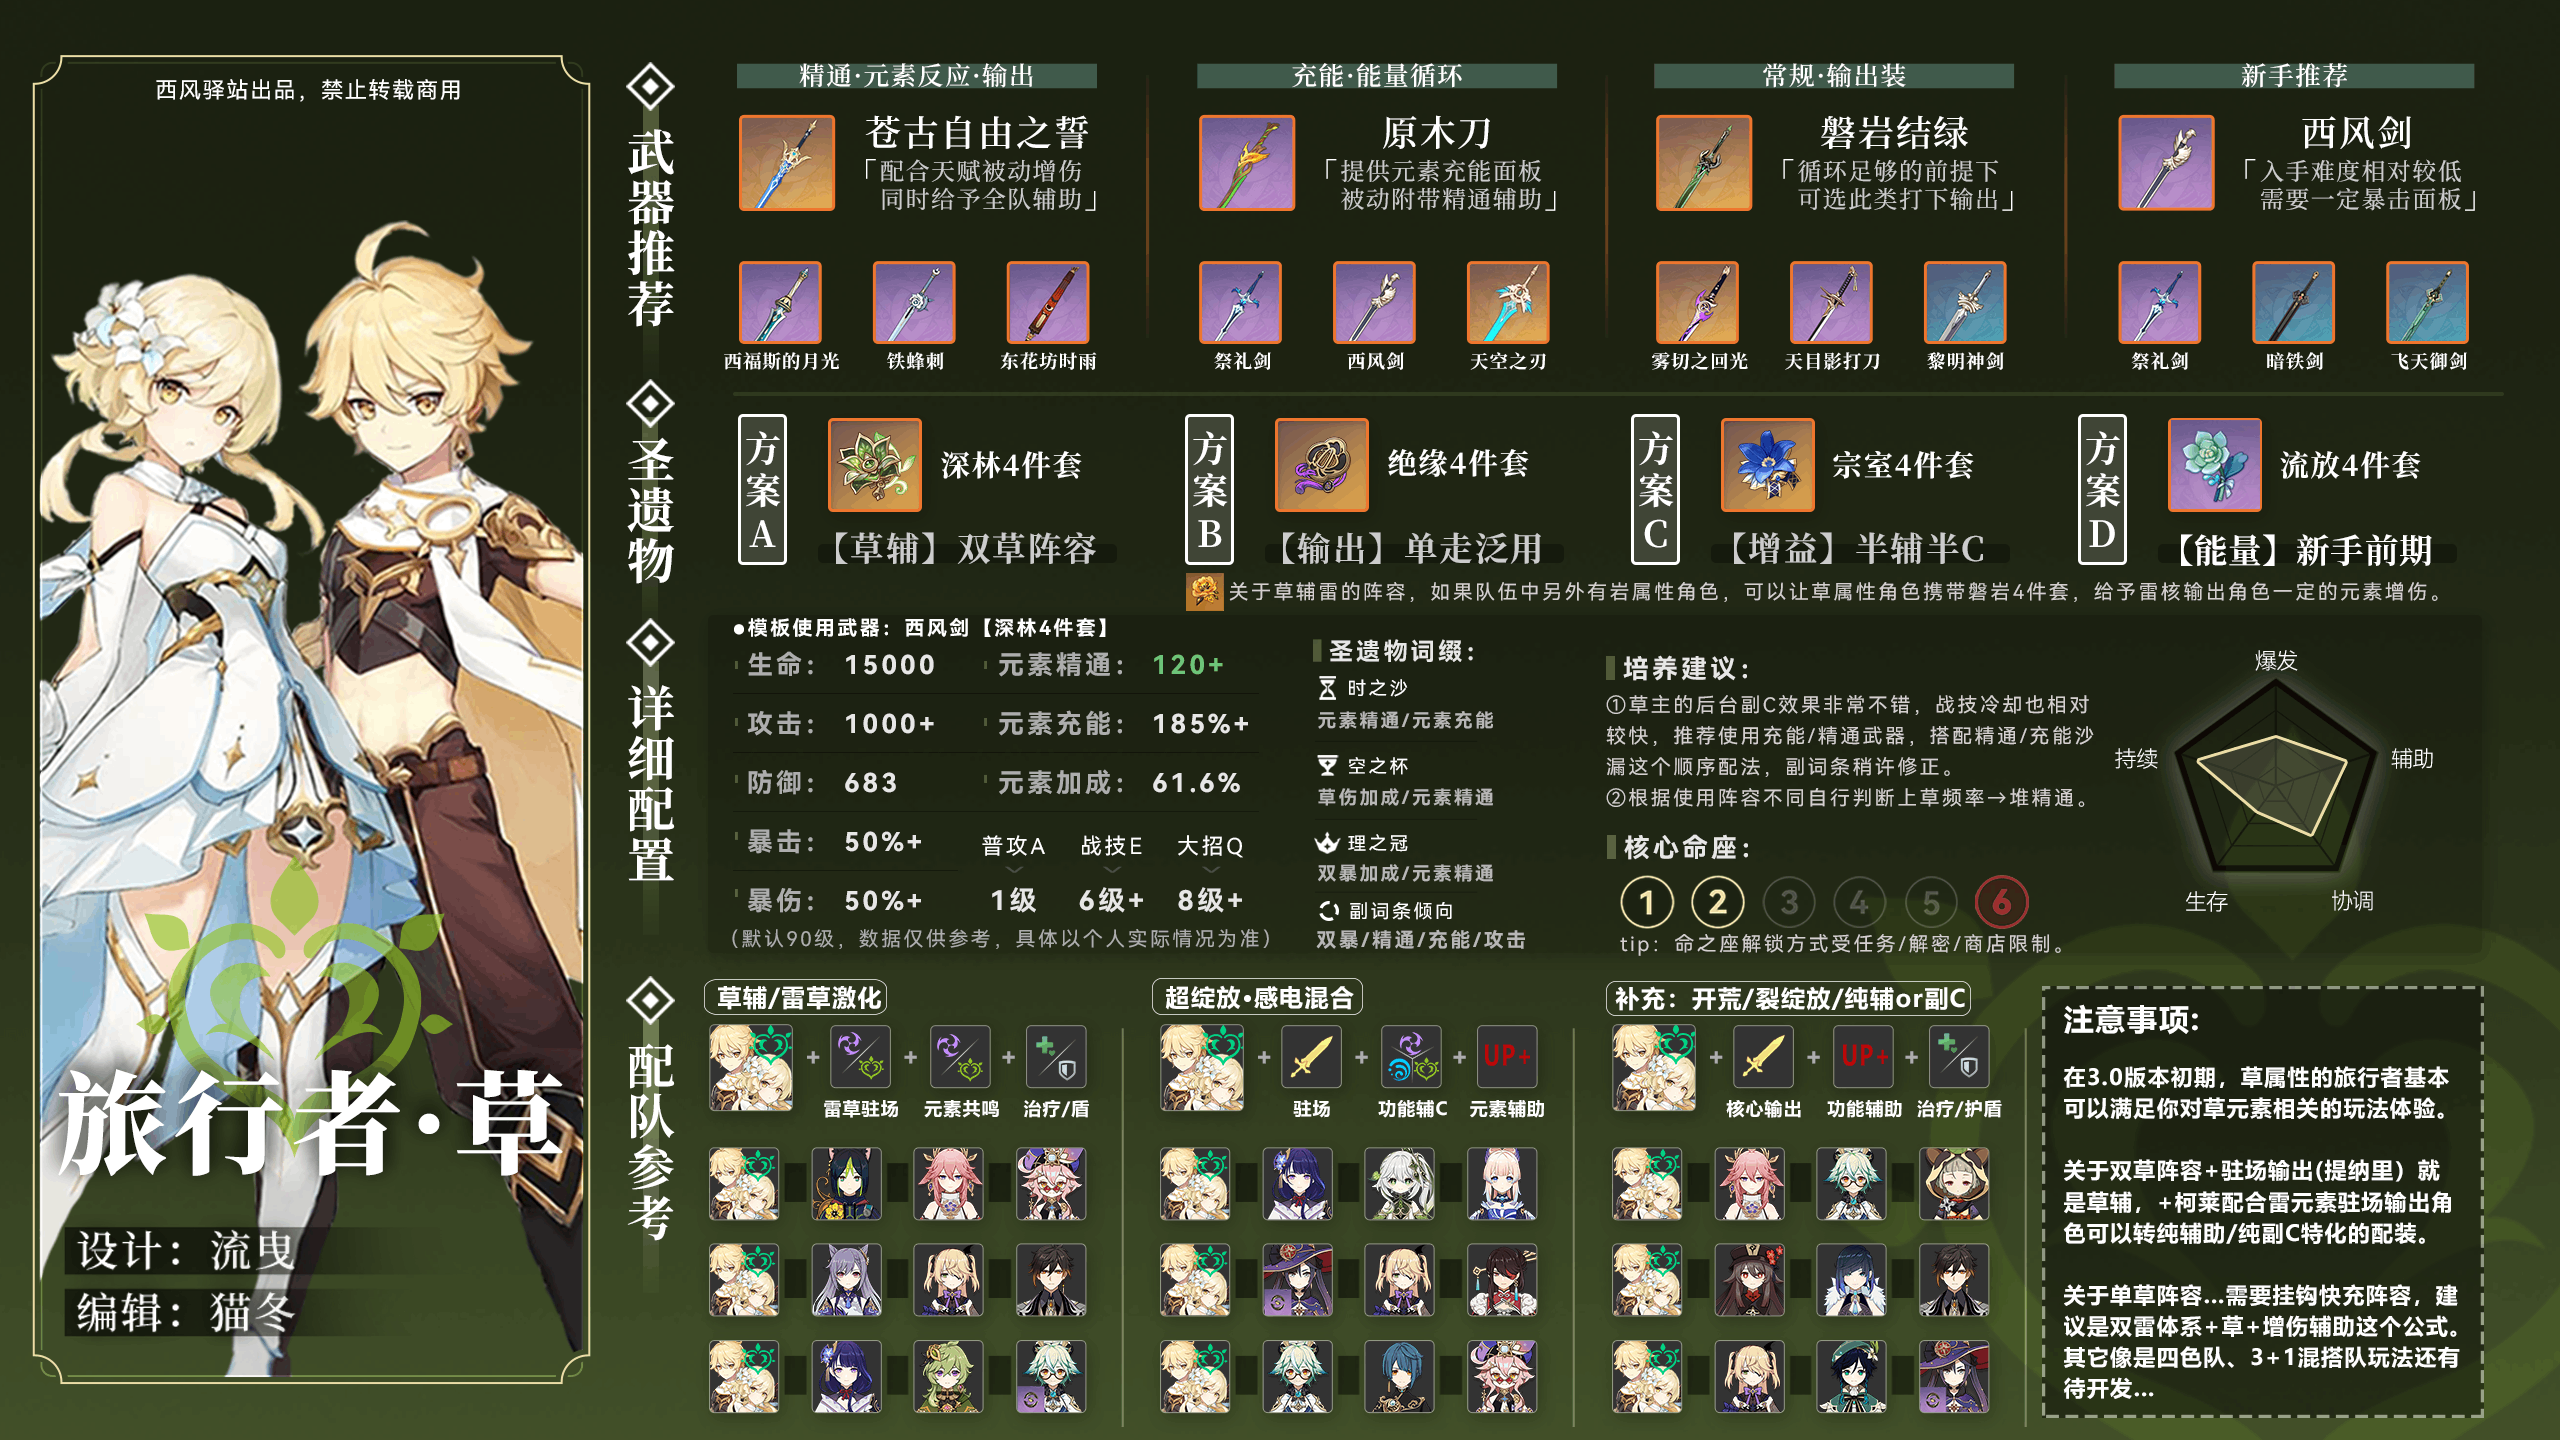 西风驿站出品，禁止转载商用
旅行者·草
设计：流曳
编辑：猫冬
武器推荐
精通·元素反应·输出
苍古自由之誓
「配合天赋被动增伤
同时给予全队辅助」
西福斯的月光
铁蜂刺
东花坊时雨
充能·能量循环
原木刀
「提供元素充能面板
被动附带精通辅助」
祭礼剑
西风剑
天空之刃
常规·输出装
磐岩结绿
「循环足够的前提下
可选此类打下输出」
雾切之回光
天目影打刀
黎明神剑
新手推荐
西风剑
「入手难度相对较低
需要一定暴击面板」
祭礼剑
暗铁剑
飞天御剑
圣遗物
方案A
深林4件套
【草辅】双草阵容
方案B
绝缘4件套
【输出】单走泛用
方案C
宗室4件套
【增益】半辅半C
方案D
流放4件套
【能量】新手前期
关于草辅雷的阵容，如果队伍中另外有岩属性角色，可以让草属性角色携带磐岩4件套，给予雷核输出角色一定的元素增伤。
详细配置
●模板使用武器：西风剑【深林4件套】
生命：15000
元素精通：120+
攻击：1000+
元素充能：185%+
防御：683
元素加成：61.6%
暴击：50%+
普攻A 战技E 大招Q
暴伤：50%+
1级 6级+ 8级+
（默认90级，数据仅供参考，具体以个人实际情况为准）
圣遗物词缀：
时之沙
元素精通/元素充能
空之杯
草伤加成/元素精通
理之冠
双暴加成/元素精通
副词条倾向
双暴/精通/充能/攻击
培养建议：
①草主的后台副C效果非常不错，战技冷却也相对
较快，推荐使用充能/精通武器，搭配精通/充能沙
漏这个顺序配法，副词条稍许修正。
②根据使用阵容不同自行判断上草频率→堆精通。
核心命座：
1 2 3 4 5 6
tip：命之座解锁方式受任务/解密/商店限制。
爆发
辅助
协调
生存
持续
配队参考
草辅/雷草激化
+ + +
雷草驻场 元素共鸣 治疗/盾
超绽放·感电混合
+ + + UP+
驻场 功能辅C 元素辅助
补充：开荒/裂绽放/纯辅or副C
+ + UP+ +
核心输出 功能辅助 治疗/护盾
注意事项:
在3.0版本初期，草属性的旅行者基本
可以满足你对草元素相关的玩法体验。
关于双草阵容+驻场输出(提纳里）就
是草辅，+柯莱配合雷元素驻场输出角
色可以转纯辅助/纯副C特化的配装。
关于单草阵容...需要挂钩快充阵容，建
议是双雷体系+草+增伤辅助这个公式。
其它像是四色队、3+1混搭队玩法还有
待开发...